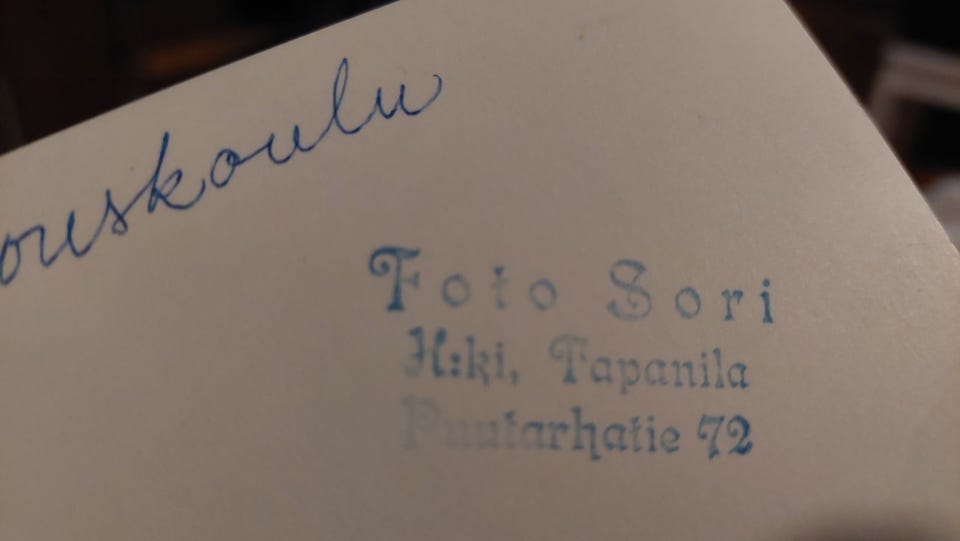 ouskoulu
Foto Sori
H:ki, Tapanila
Puutarhatie 72